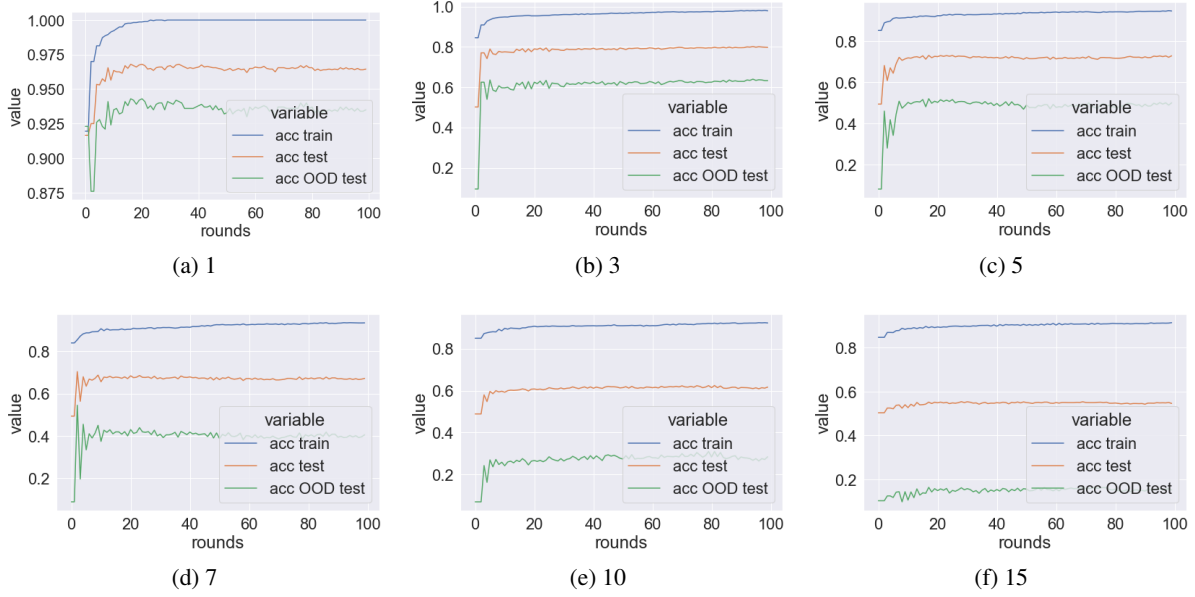 1.000
0.975
0.950
0.925
0.900
0.875
value
variable
acc train
acc test
acc OOD test
0 20 40 60 80 100
rounds
(a) 1
1.0
0.8
0.6
0.4
0.2
value
variable
acc train
acc test
acc OOD test
0 20 40 60 80 100
rounds
(b) 3
0.8
0.6
0.4
0.2
value
variable
acc train
acc test
acc OOD test
0 20 40 60 80 100
rounds
(c) 5
0.8
0.6
0.4
0.2
value
variable
acc train
acc test
acc OOD test
0 20 40 60 80 100
rounds
(d) 7
0.8
0.6
0.4
0.2
value
variable
acc train
acc test
acc OOD test
0 20 40 60 80 100
rounds
(e) 10
0.8
0.6
0.4
0.2
value
variable
acc train
acc test
acc OOD test
0 20 40 60 80 100
rounds
(f) 15